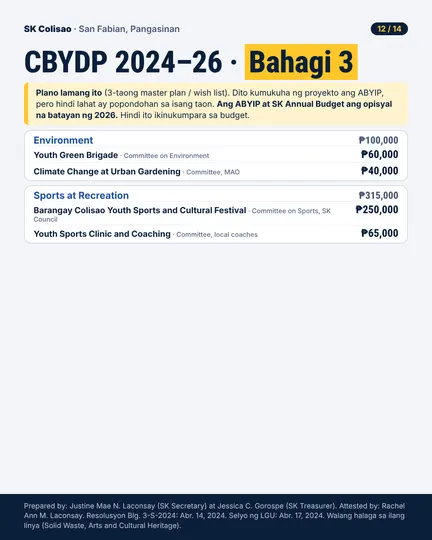 SK Colisao · San Fabian, Pangasinan
12 / 14
CBYDP 2024–26 · Bahagi 3
Plano lamang ito (3-taong master plan / wish list). Dito kumukuha ng proyekto ang ABYIP,
pero hindi lahat ay popondohan sa isang taon. Ang ABYIP at SK Annual Budget ang opisyal
na batayan ng 2026. Hindi ito ikinukumpara sa budget.
Environment ₱100,000
Youth Green Brigade · Committee on Environment ₱60,000
Climate Change at Urban Gardening · Committee, MAO ₱40,000
Sports at Recreation ₱315,000
Barangay Colisao Youth Sports and Cultural Festival · Committee on Sports, SK ₱250,000
Council
Youth Sports Clinic and Coaching · Committee, local coaches ₱65,000
Prepared by: Justine Mae N. Laconsay (SK Secretary) at Jessica C. Gorospe (SK Treasurer). Attested by: Rachel
Ann M. Laconsay. Resolusyon Blg. 3-S-2024: Abr. 14, 2024. Selyo ng LGU: Abr. 17, 2024. Walang halaga sa ilang
linya (Solid Waste, Arts and Cultural Heritage).